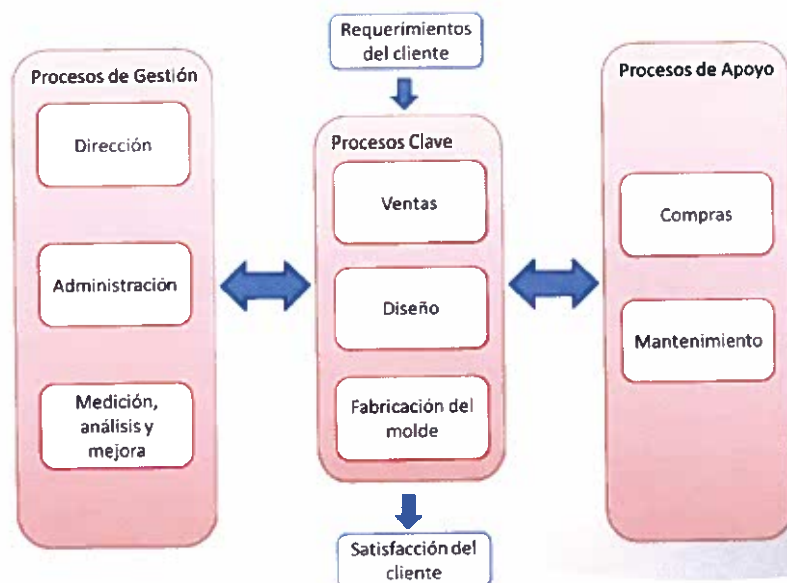 Requerimientos
del cliente
Procesos de Gestión
Dirección
Administración
Medición,
análisis y
mejora
Procesos Clave
Ventas
Diseño
Fabricación del
molde
Procesos de Apoyo
Compras
Mantenimiento
Satisfacción del
cliente